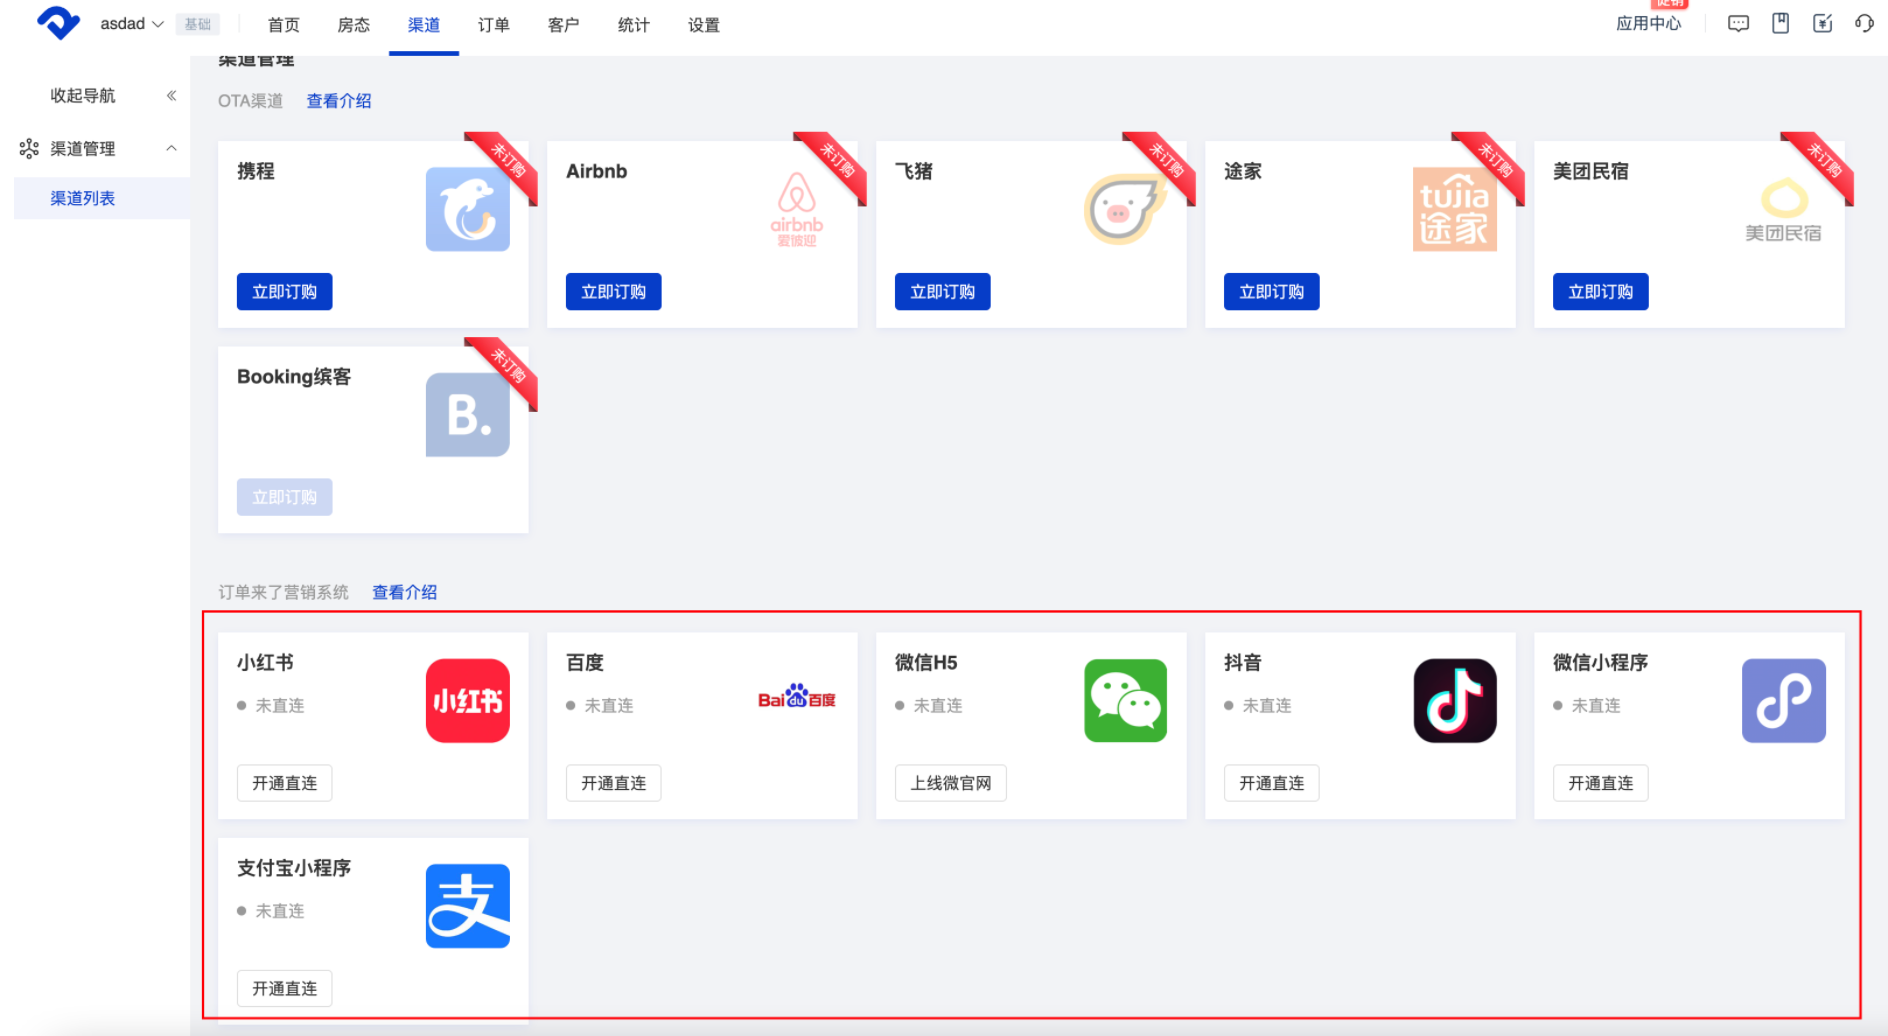 asdad 基础 首页 房态 渠道 订单 客户 统计 设置 促销 应用中心
收起导航
渠道管理
渠道列表
渠道管理
OTA渠道 查看介绍
携程 未订购
立即订购
Airbnb 未订购
airbnb
爱彼迎
立即订购
飞猪 未订购
立即订购
途家 未订购
tujia
途家
立即订购
美团民宿 未订购
美团民宿
立即订购
Booking缤客 未订购
B.
立即订购
订单来了营销系统 查看介绍
小红书
未直连
小红书
开通直连
百度
未直连
Bai du 百度
开通直连
微信H5
未直连
上线微官网
抖音
未直连
开通直连
微信小程序
未直连
开通直连
支付宝小程序
未直连
支
开通直连